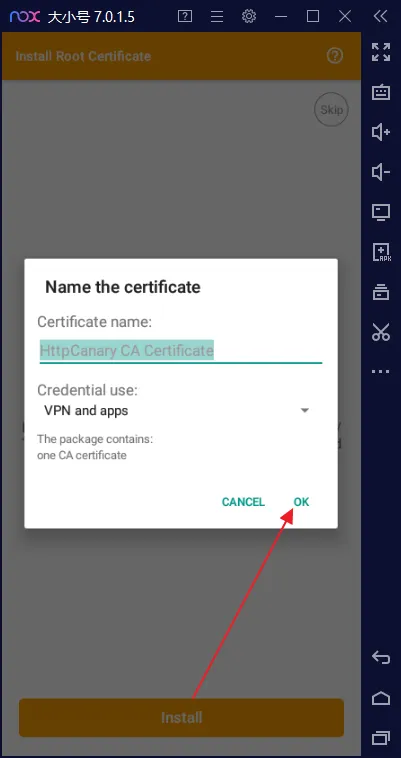 nox 大小号 7.0.1.5
Install Root Certificate
Skip
Name the certificate
Certificate name:
HttpCanary CA Certificate
Credential use:
VPN and apps
The package contains:
one CA certificate
CANCEL OK
Install
APK